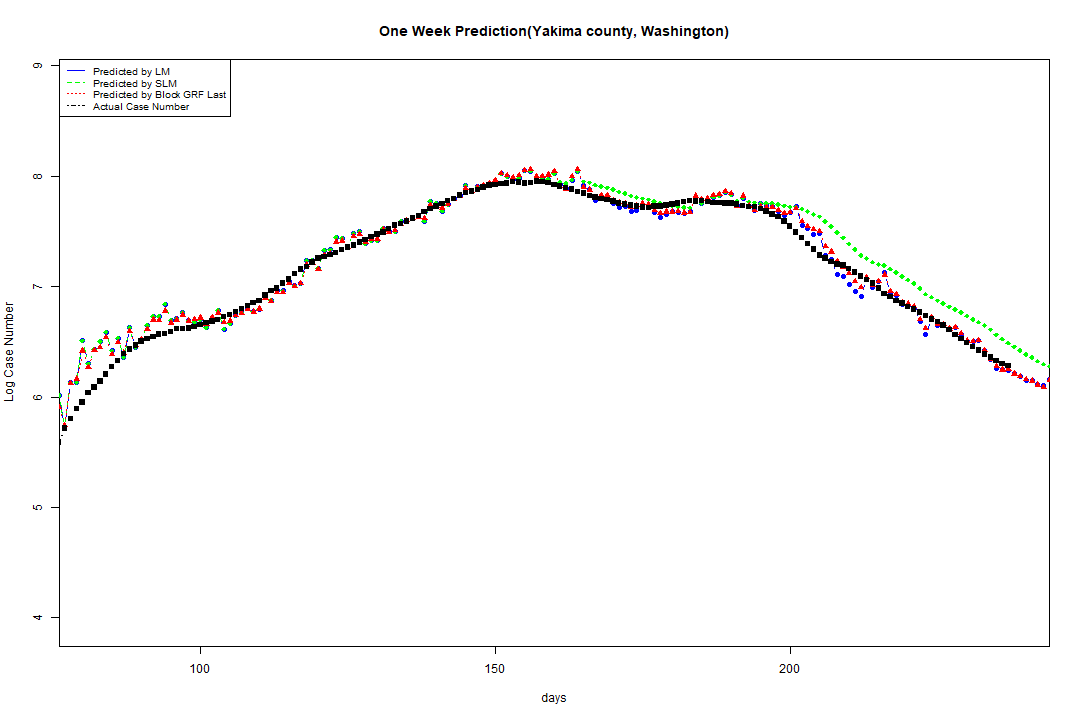 One Week Prediction(Yakima county, Washington)
Predicted by LM
Predicted by SLM
Predicted by Block GRF Last
Actual Case Number
9
8
7
6
5
4
Log Case Number
100
150
200
days